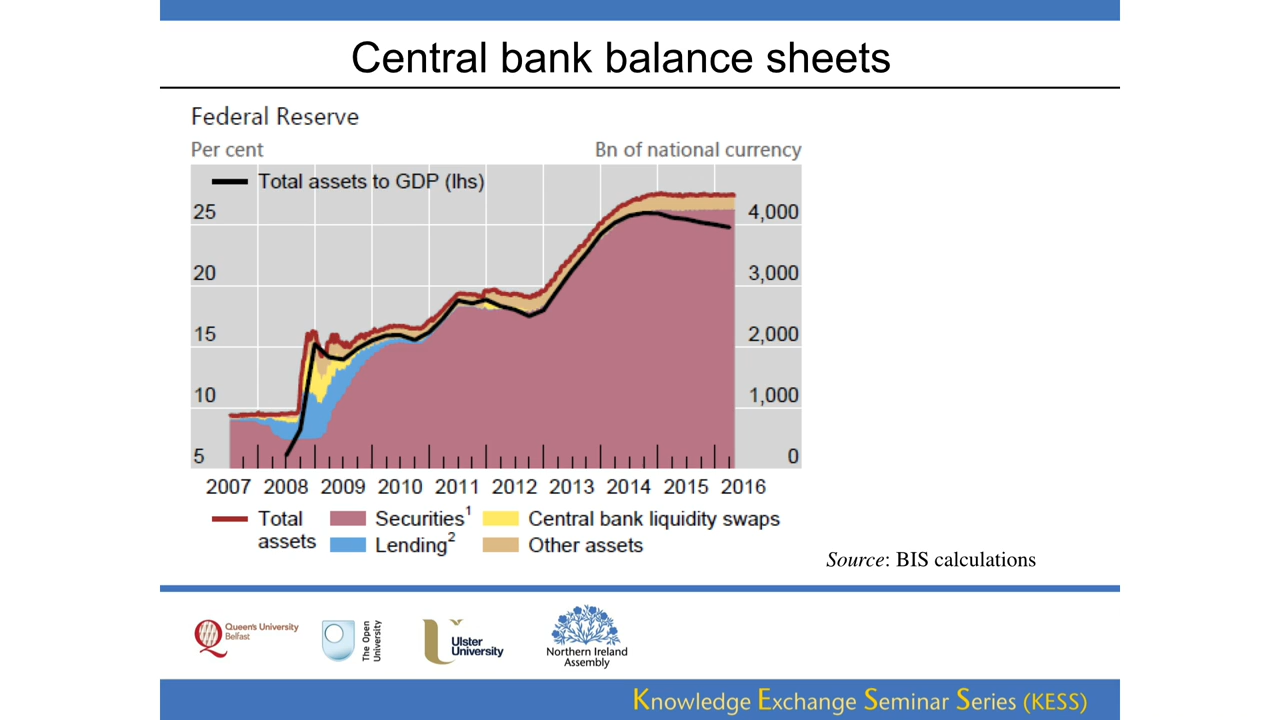 Central bank balance sheets
Federal Reserve
Per cent
Bn of national currency
Total assets to GDP (lhs)
25
20
15
10
5
4,000
3,000
2,000
1,000
0
2007 2008 2009 2010 2011 2012 2013 2014 2015 2016
Total assets
Securities¹
Lending²
Central bank liquidity swaps
Other assets
Source: BIS calculations
Queen's University
Belfast
The Open
University
Ulster
University
Northern Ireland
Assembly
Knowledge Exchange Seminar Series (KESS)